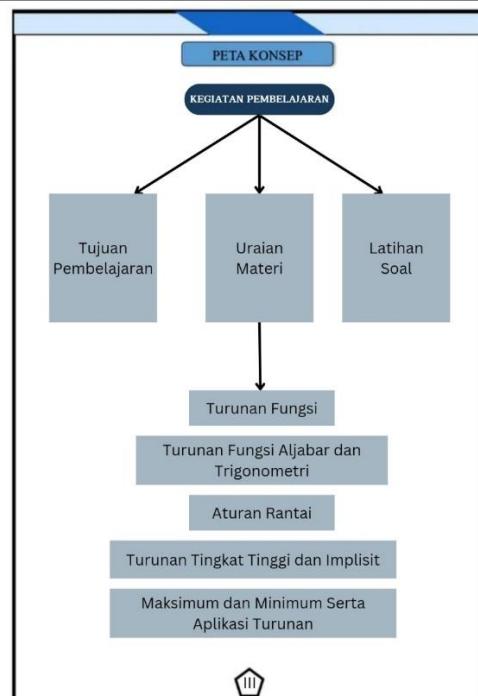 PETA KONSEP
KEGIATAN PEMBELAJARAN
Tujuan
Pembelajaran
Uraian
Materi
Latihan
Soal
Turunan Fungsi
Turunan Fungsi Aljabar dan
Trigonometri
Aturan Rantai
Turunan Tingkat Tinggi dan Implisit
Maksimum dan Minimum Serta
Aplikasi Turunan
III